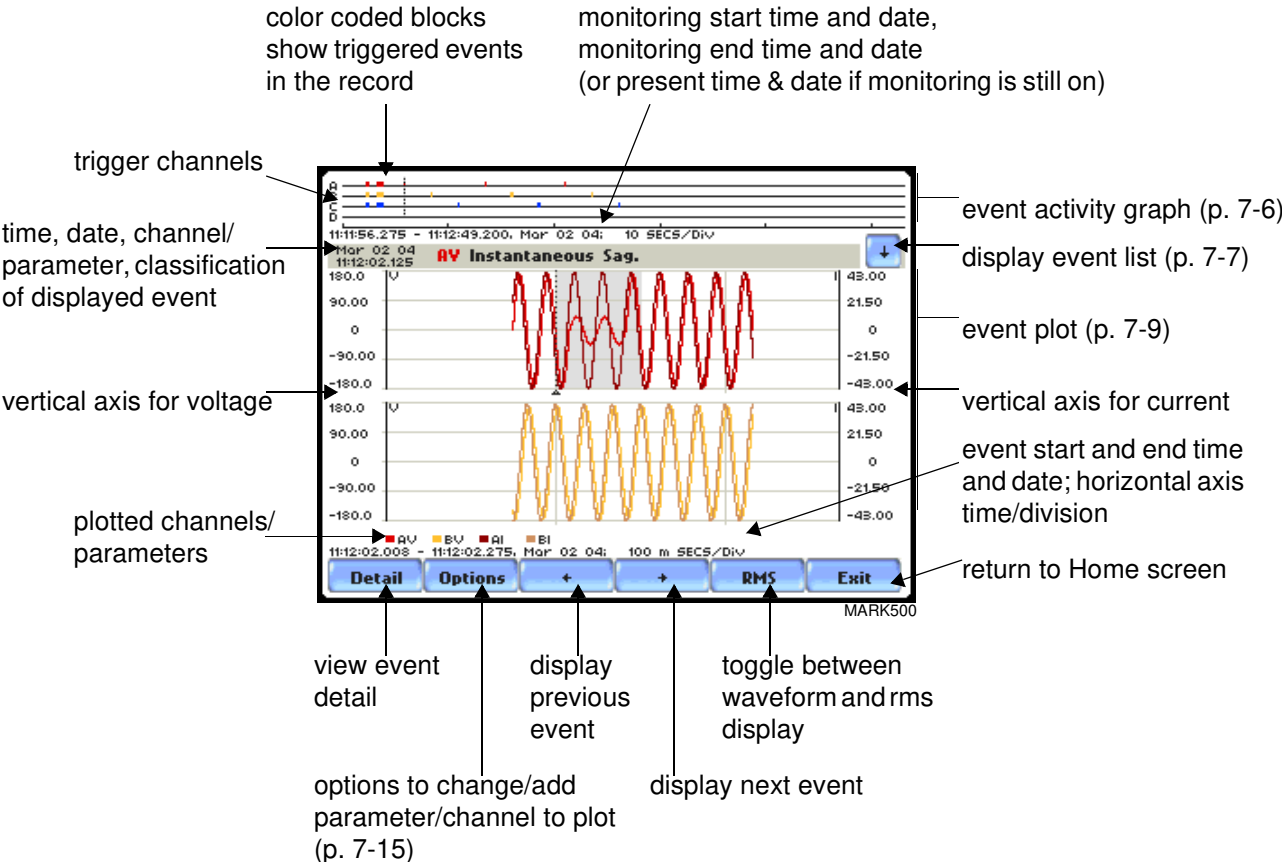 color coded blocks
show triggered events
in the record
monitoring start time and date,
monitoring end time and date
(or present time & date if monitoring is still on)
trigger channels
time, date, channel/
parameter, classification
of displayed event
vertical axis for voltage
plotted channels/
parameters
A
B
C
D
11:11:56.275 - 11:12:49.200, Mar 02 04; 10 SECS/Div
Mar 02 04
11:12:02.125
AV Instantaneous Sag.
↓
180.0 V I 43.00
90.00 21.50
0 0
-90.00 -21.50
-180.0 -43.00
180.0 V I 43.00
90.00 21.50
0 0
-90.00 -21.50
-180.0 -43.00
AV BV AI BI
11:12:02.008 - 11:12:02.275, Mar 02 04; 100 m SECS/Div
Detail Options ← → RMS Exit
MARK500
event activity graph (p. 7-6)
display event list (p. 7-7)
event plot (p. 7-9)
vertical axis for current
event start and end time
and date; horizontal axis
time/division
return to Home screen
view event
detail
display
previous
event
toggle between
waveform and rms
display
options to change/add
parameter/channel to plot
(p. 7-15)
display next event